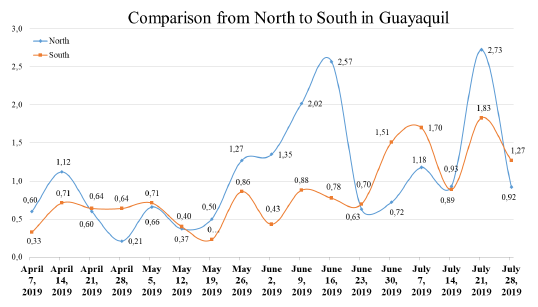 Comparison from North to South in Guayaquil
3,0
North
South
2,73
2,5
2,57
2,0
2,02
1,83
1,5
1,51
1,70
1,27
1,35
1,27
1,12
1,18
1,0
0,60
0,71
0,64
0,64
0,71
0,86
0,88
0,78
0,70
0,93
0,5
0,60
0,66
0,40
0,50
0,43
0,63
0,72
0,89
0,92
0,33
0,21
0,37
0...
0,0
April 7, 2019
April 14, 2019
April 21, 2019
April 28, 2019
May 5, 2019
May 12, 2019
May 19, 2019
May 26, 2019
June 2, 2019
June 9, 2019
June 16, 2019
June 23, 2019
June 30, 2019
July 7, 2019
July 14, 2019
July 21, 2019
July 28, 2019